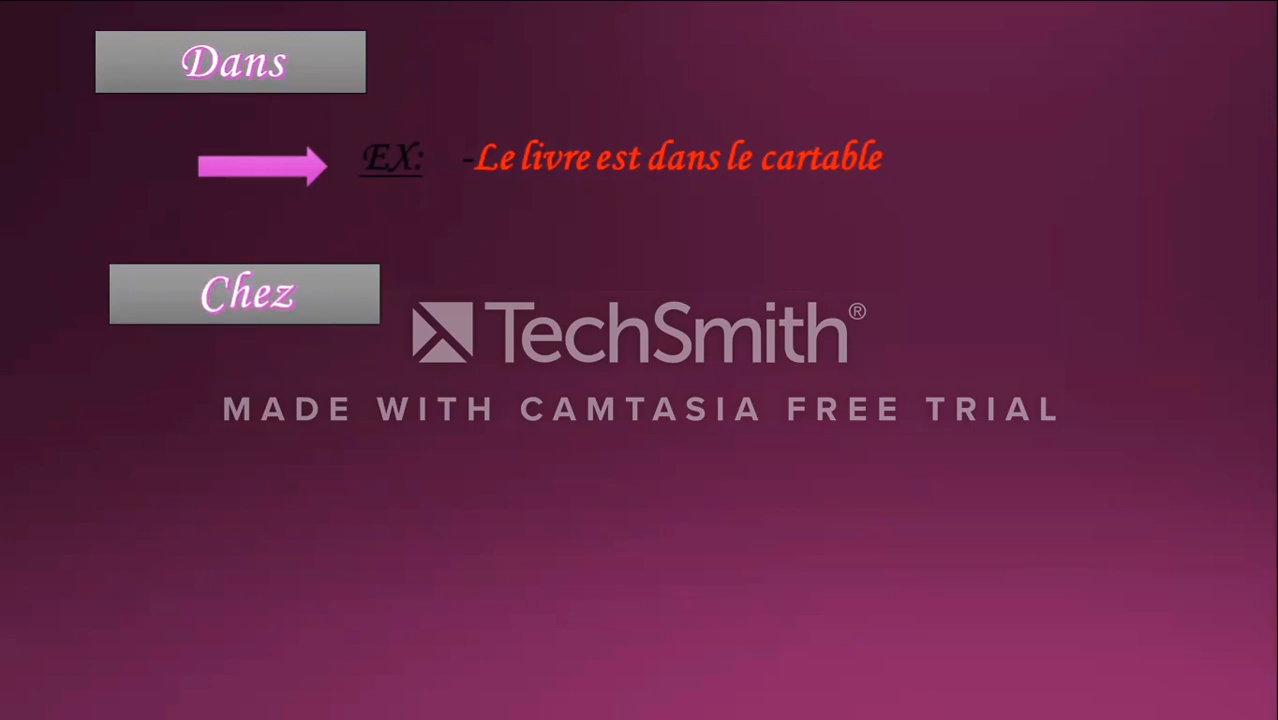 Dans
EX: -Le livre est dans le cartable
Chez
TechSmith®
MADE WITH CAMTASIA FREE TRIAL